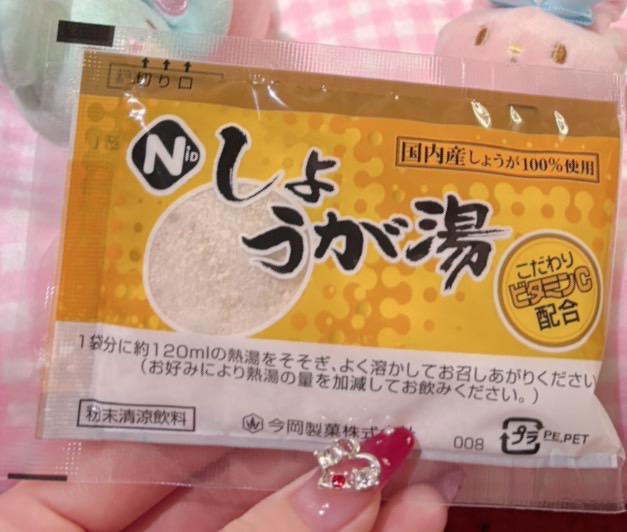 切り口
NiD
しょうが湯
国内産しょうが100%使用
こだわり
ビタミンC
配合
1袋分に約120mlの熱湯をそそぎ、よく溶かしてお召しあがりください
(お好みにより熱湯の量を加減してお飲みください。)
粉末清涼飲料
今岡製菓株式
008
プラ PE,PET